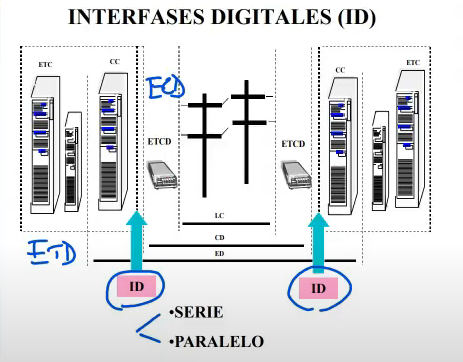 INTERFASES DIGITALES (ID)
ETC
CC
ECD
CC
ETC
ETCD
ETCD
LC
CD
ED
ETD
ID
ID
•SERIE
•PARALELO